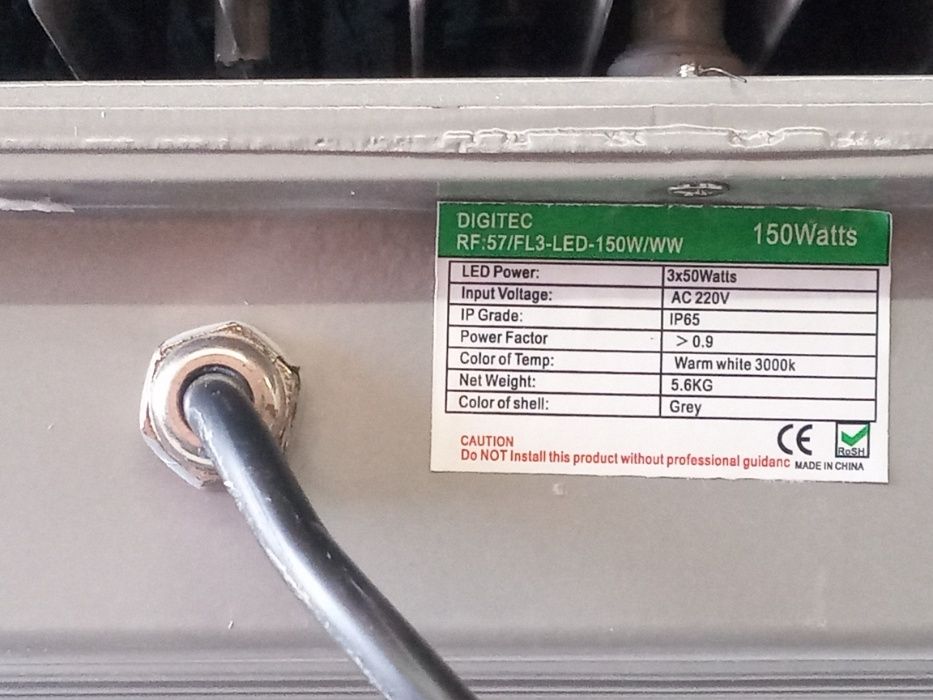 DIGITEC
RF:57/FL3-LED-150W/WW
150Watts
LED Power: 3x50Watts
Input Voltage: AC 220V
IP Grade: IP65
Power Factor > 0.9
Color of Temp: Warm white 3000k
Net Weight: 5.6KG
Color of shell: Grey
CAUTION
Do NOT Install this product without professional guidanc
CE
RoSH
MADE IN CHINA